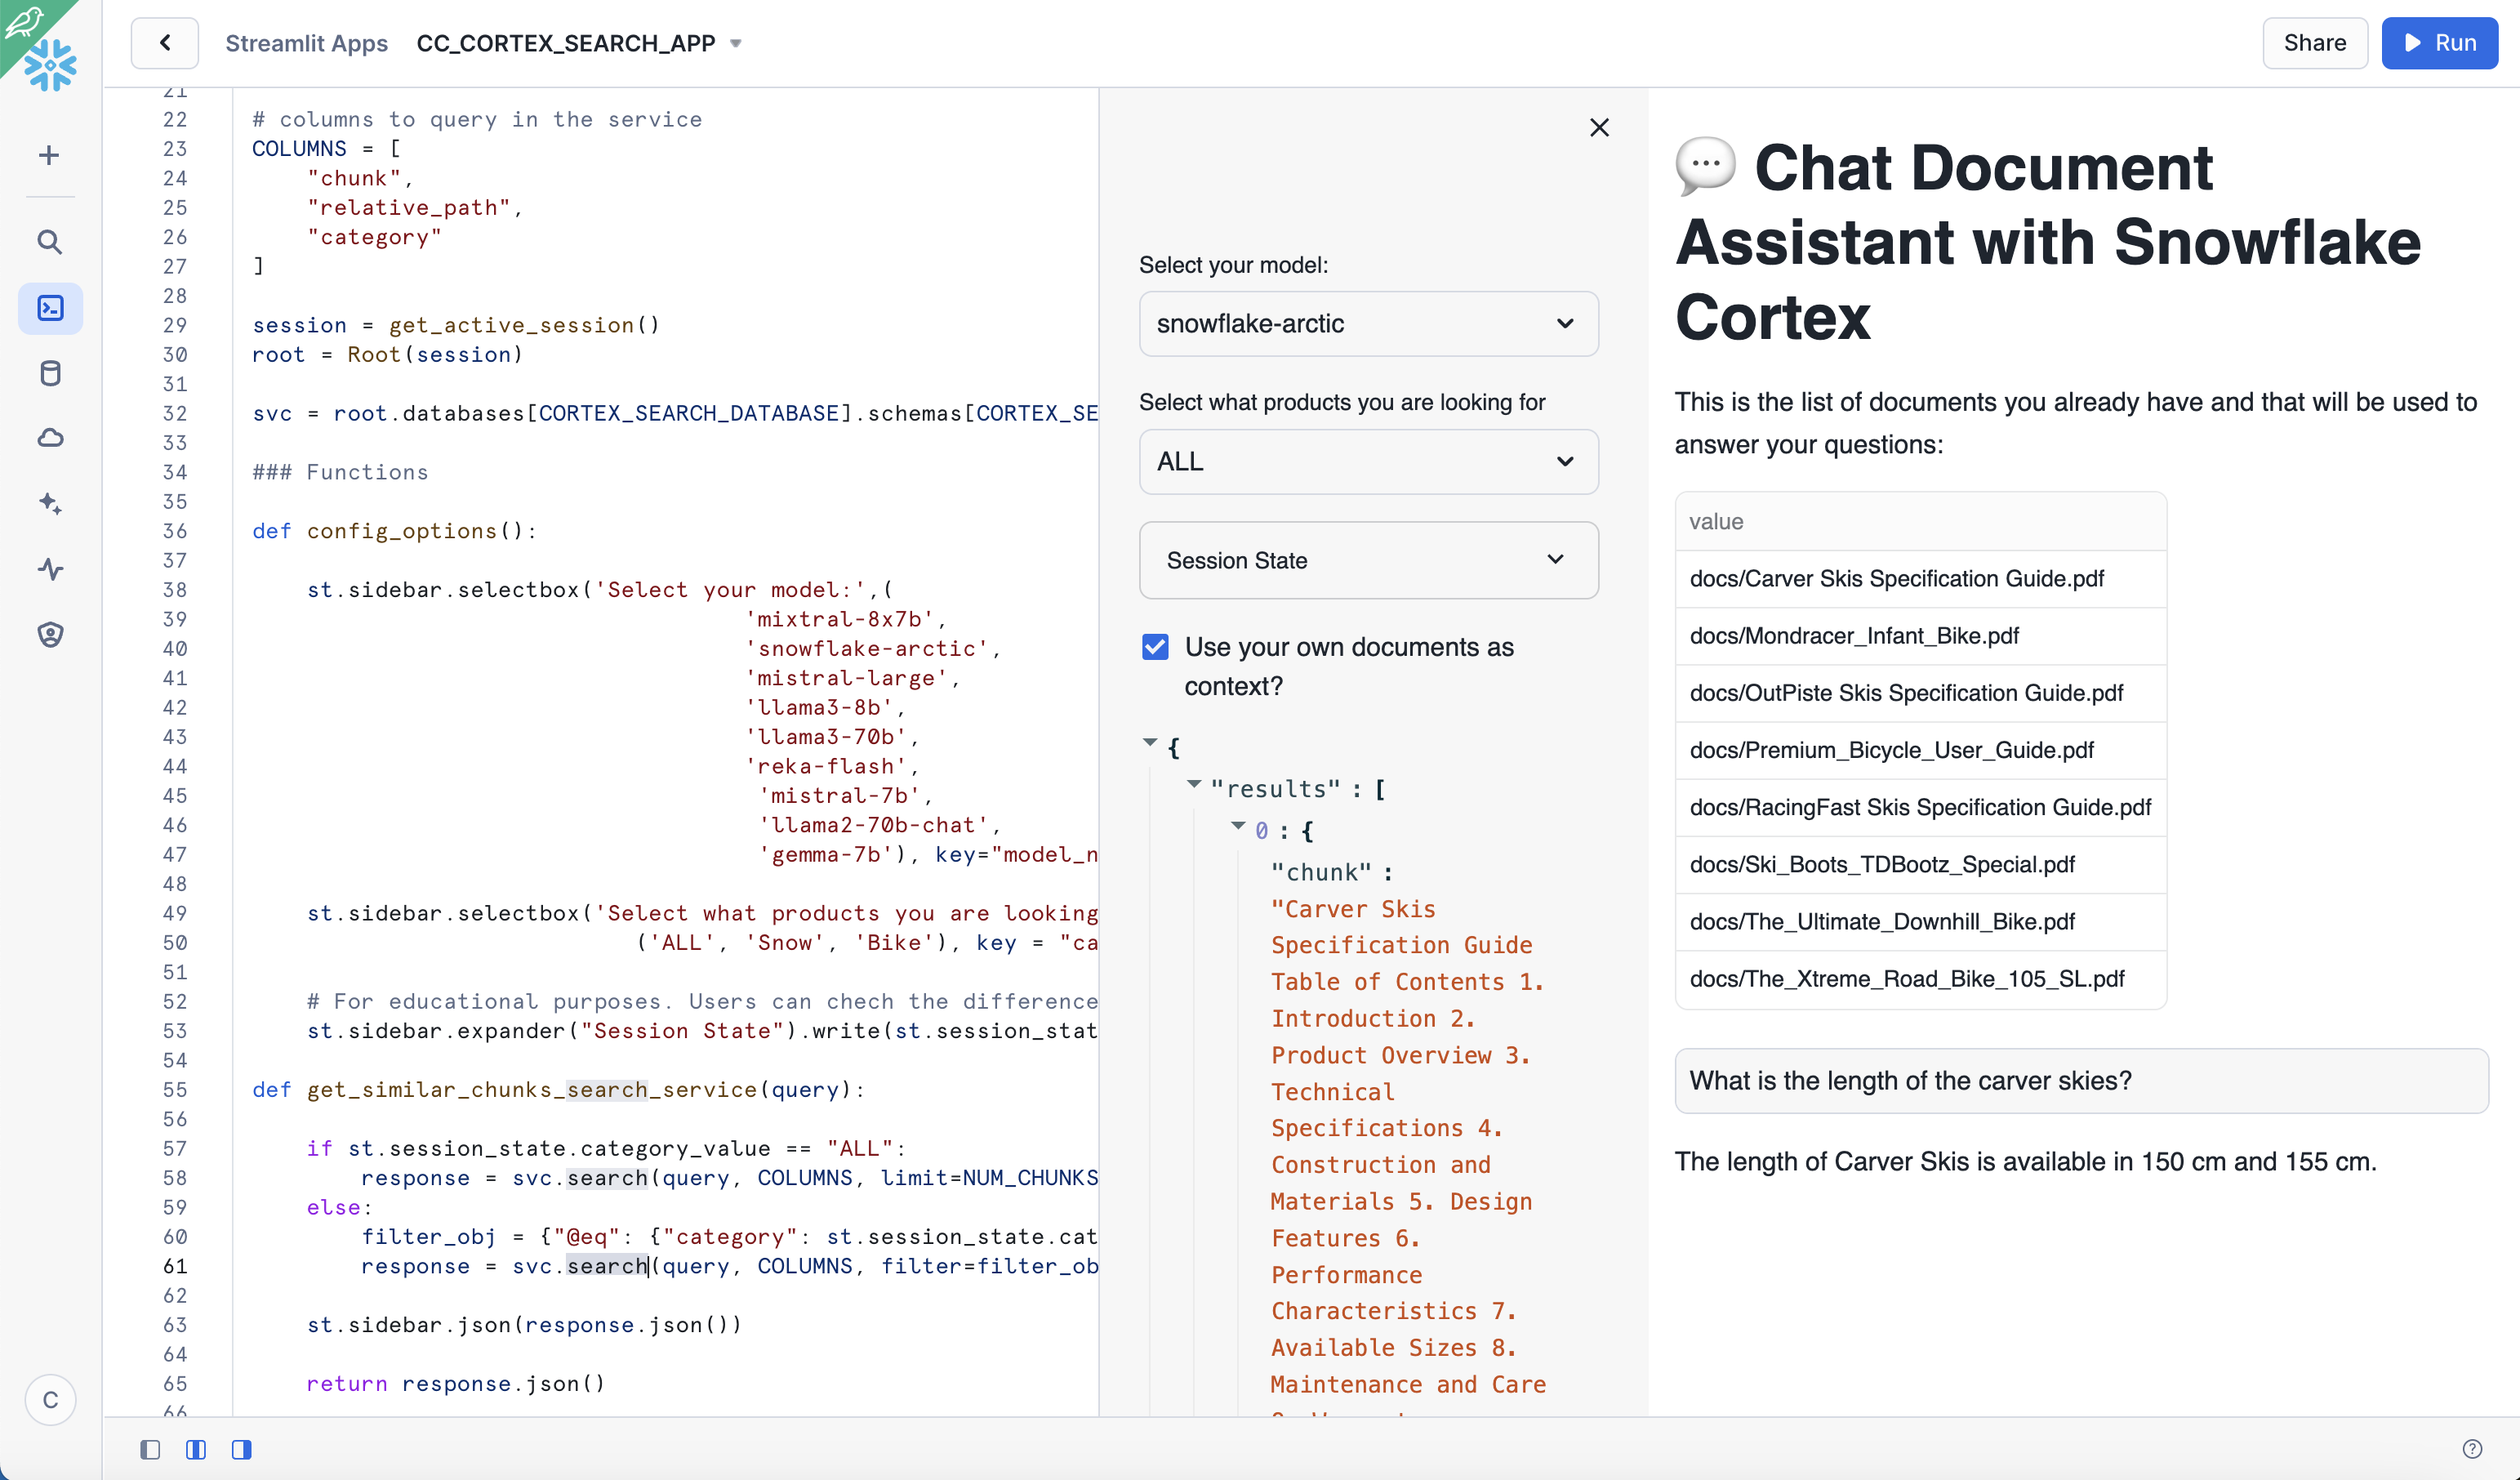 Streamlit Apps CC_CORTEX_SEARCH_APP
Share
Run
21
22 # columns to query in the service
23 COLUMNS = [
24 "chunk",
25 "relative_path",
26 "category"
27 ]
28
29 session = get_active_session()
30 root = Root(session)
31
32 svc = root.databases[CORTEX_SEARCH_DATABASE].schemas[CORTEX_SE
33
34 ### Functions
35
36 def config_options():
37
38 st.sidebar.selectbox('Select your model:',(
39 'mixtral-8x7b',
40 'snowflake-arctic',
41 'mistral-large',
42 'llama3-8b',
43 'llama3-70b',
44 'reka-flash',
45 'mistral-7b',
46 'llama2-70b-chat',
47 'gemma-7b'), key="model_n
48
49 st.sidebar.selectbox('Select what products you are looking
50 ('ALL', 'Snow', 'Bike'), key = "ca
51
52 # For educational purposes. Users can chech the difference
53 st.sidebar.expander("Session State").write(st.session_stat
54
55 def get_similar_chunks_search_service(query):
56
57 if st.session_state.category_value == "ALL":
58 response = svc.search(query, COLUMNS, limit=NUM_CHUNKS
59 else:
60 filter_obj = {"@eq": {"category": st.session_state.cat
61 response = svc.search(query, COLUMNS, filter=filter_ob
62
63 st.sidebar.json(response.json())
64
65 return response.json()
66
C
Select your model:
snowflake-arctic
Select what products you are looking for
ALL
Session State
Use your own documents as
context?
{
"results" : [
0 : {
"chunk" :
"Carver Skis
Specification Guide
Table of Contents 1.
Introduction 2.
Product Overview 3.
Technical
Specifications 4.
Construction and
Materials 5. Design
Features 6.
Performance
Characteristics 7.
Available Sizes 8.
Maintenance and Care
💬 Chat Document
Assistant with Snowflake
Cortex
This is the list of documents you already have and that will be used to
answer your questions:
value
docs/Carver Skis Specification Guide.pdf
docs/Mondracer_Infant_Bike.pdf
docs/OutPiste Skis Specification Guide.pdf
docs/Premium_Bicycle_User_Guide.pdf
docs/RacingFast Skis Specification Guide.pdf
docs/Ski_Boots_TDBootz_Special.pdf
docs/The_Ultimate_Downhill_Bike.pdf
docs/The_Xtreme_Road_Bike_105_SL.pdf
What is the length of the carver skies?
The length of Carver Skis is available in 150 cm and 155 cm.